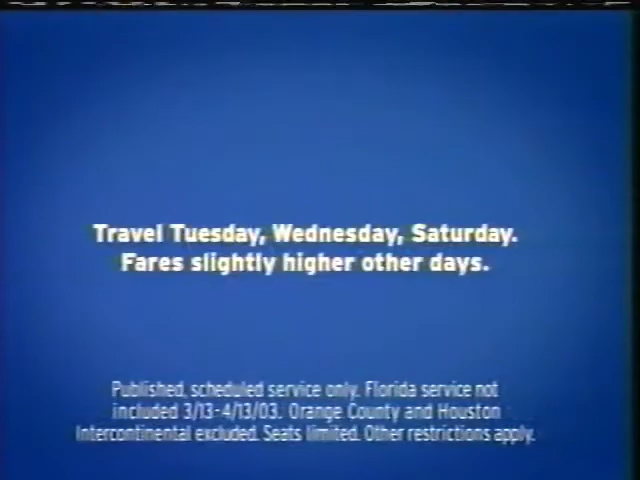 Travel Tuesday, Wednesday, Saturday.
Fares slightly higher other days.
Published, scheduled service only. Florida service not
included 3/13-4/13/03. Orange County and Houston
Intercontinental excluded. Seats limited. Other restrictions apply.